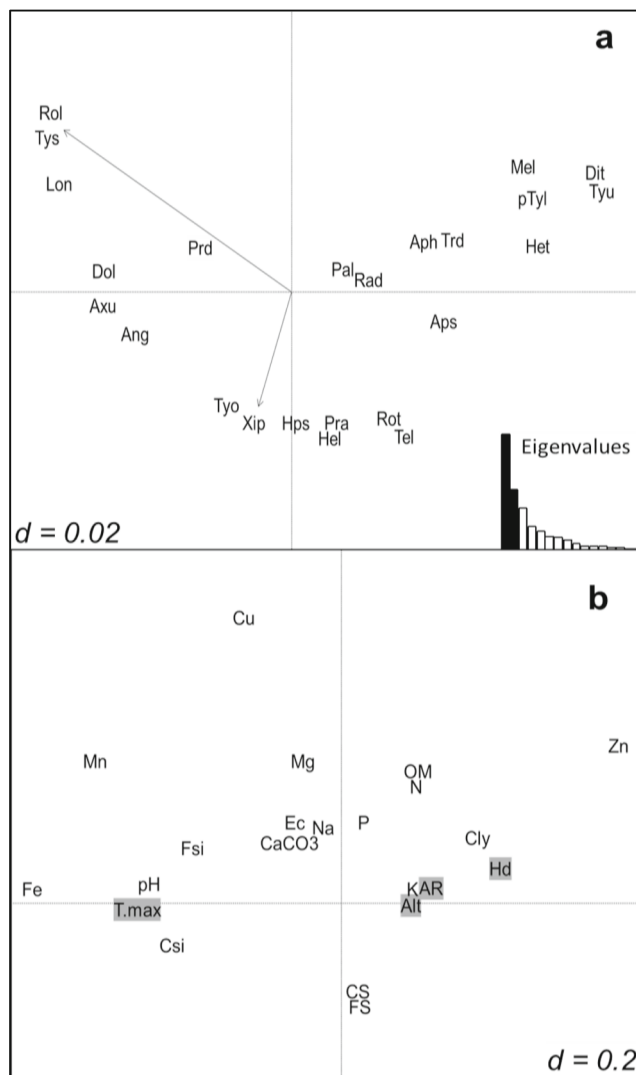 a
Rol
Tys
Lon
Mel
Dit
Tyu
pTyl
Prd
Aph Trd
Het
Dol
Pal
Rad
Axu
Aps
Ang
Tyo
Xip
Hps
Pra
Hel
Rot
Tel
Eigenvalues
d = 0.02
b
Cu
Zn
Mn
Mg
OM
N
Ec
Na
P
CaCO3
Cly
Fsi
Hd
Fe
pH
K AR
T.max
Alt
Csi
CS
FS
d = 0.2